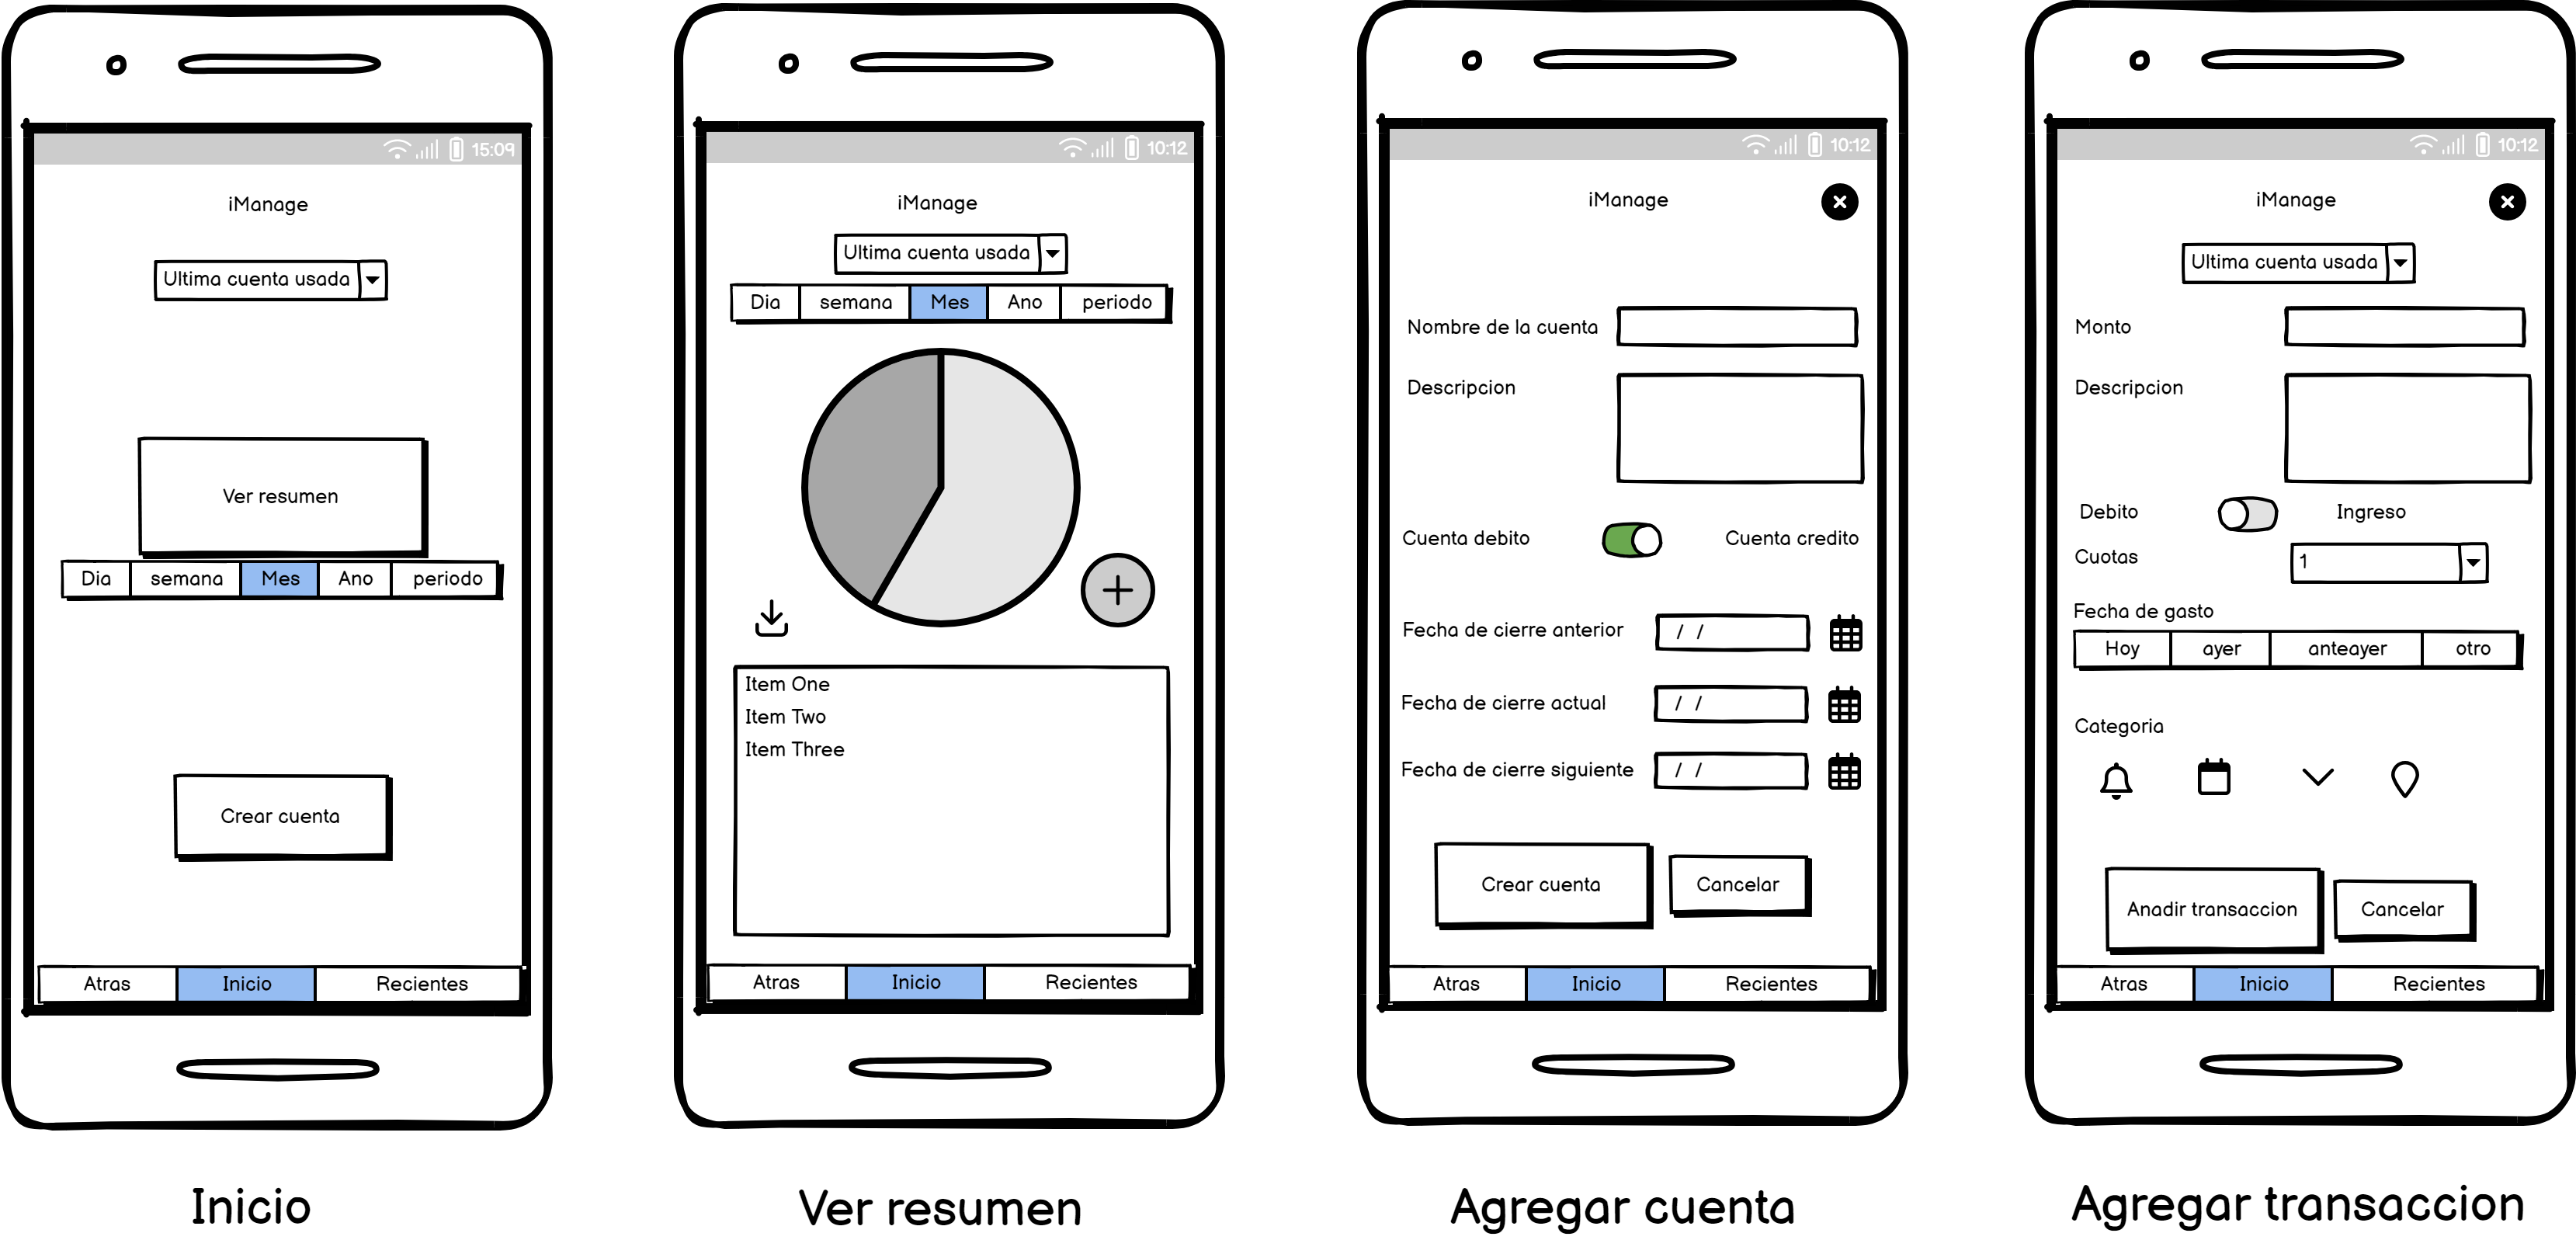 15:09
iManage
Ultima cuenta usada
Ver resumen
Dia semana Mes Ano periodo
Crear cuenta
Atras Inicio Recientes
Inicio
10:12
iManage
Ultima cuenta usada
Dia semana Mes Ano periodo
Item One
Item Two
Item Three
Atras Inicio Recientes
Ver resumen
10:12
iManage
Nombre de la cuenta
Descripcion
Cuenta debito Cuenta credito
Fecha de cierre anterior / /
Fecha de cierre actual / /
Fecha de cierre siguiente / /
Crear cuenta Cancelar
Atras Inicio Recientes
Agregar cuenta
10:12
iManage
Ultima cuenta usada
Monto
Descripcion
Debito Ingreso
Cuotas 1
Fecha de gasto
Hoy ayer anteayer otro
Categoria
Anadir transaccion Cancelar
Atras Inicio Recientes
Agregar transaccion